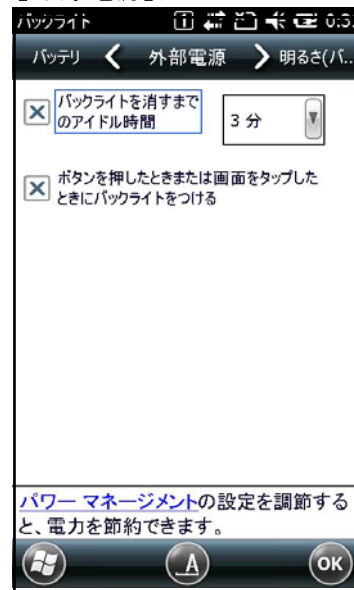 バックライト 0:3
バッテリ 外部電源 明るさ(バ..
バックライトを消すまで
のアイドル時間
3 分
ボタンを押したときまたは画面をタップした
ときにバックライトをつける
パワー マネージメントの設定を調節する
と、電力を節約できます。
A OK